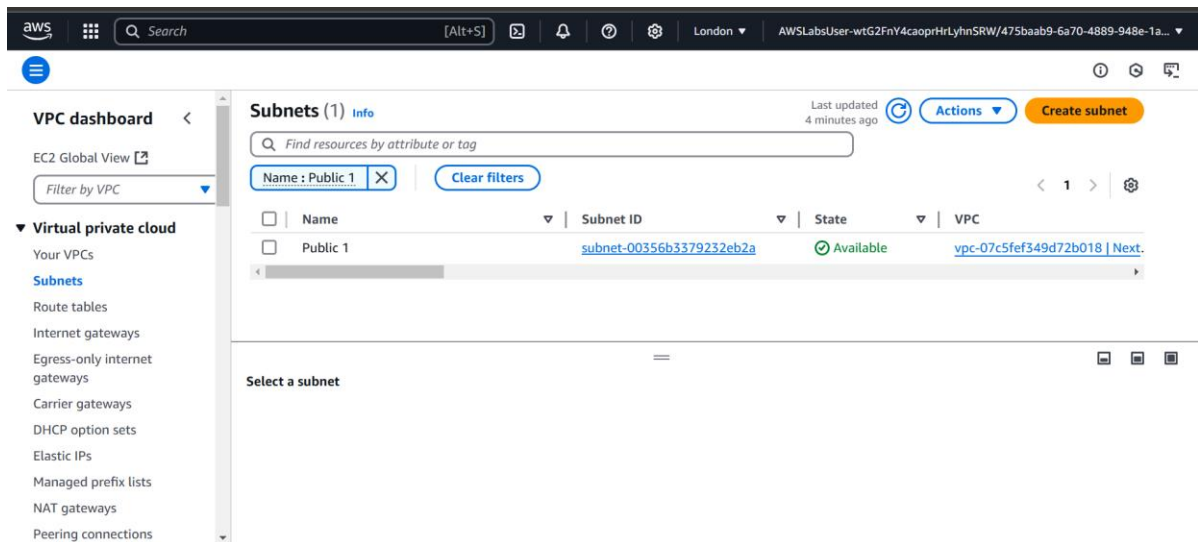 aws Search [Alt+S] London AWSLabsUser-wtG2FnY4caoprHrLyhnSRW/475baab9-6a70-4889-948e-1a...
VPC dashboard
EC2 Global View
Filter by VPC
Virtual private cloud
Your VPCs
Subnets
Route tables
Internet gateways
Egress-only internet
gateways
Carrier gateways
DHCP option sets
Elastic IPs
Managed prefix lists
NAT gateways
Peering connections
Subnets (1) Info
Last updated
4 minutes ago
Actions
Create subnet
Find resources by attribute or tag
Name : Public 1
Clear filters
1
Name Subnet ID State VPC
Public 1 subnet-00356b3379232eb2a Available vpc-07c5fef349d72b018 | Next.
Select a subnet